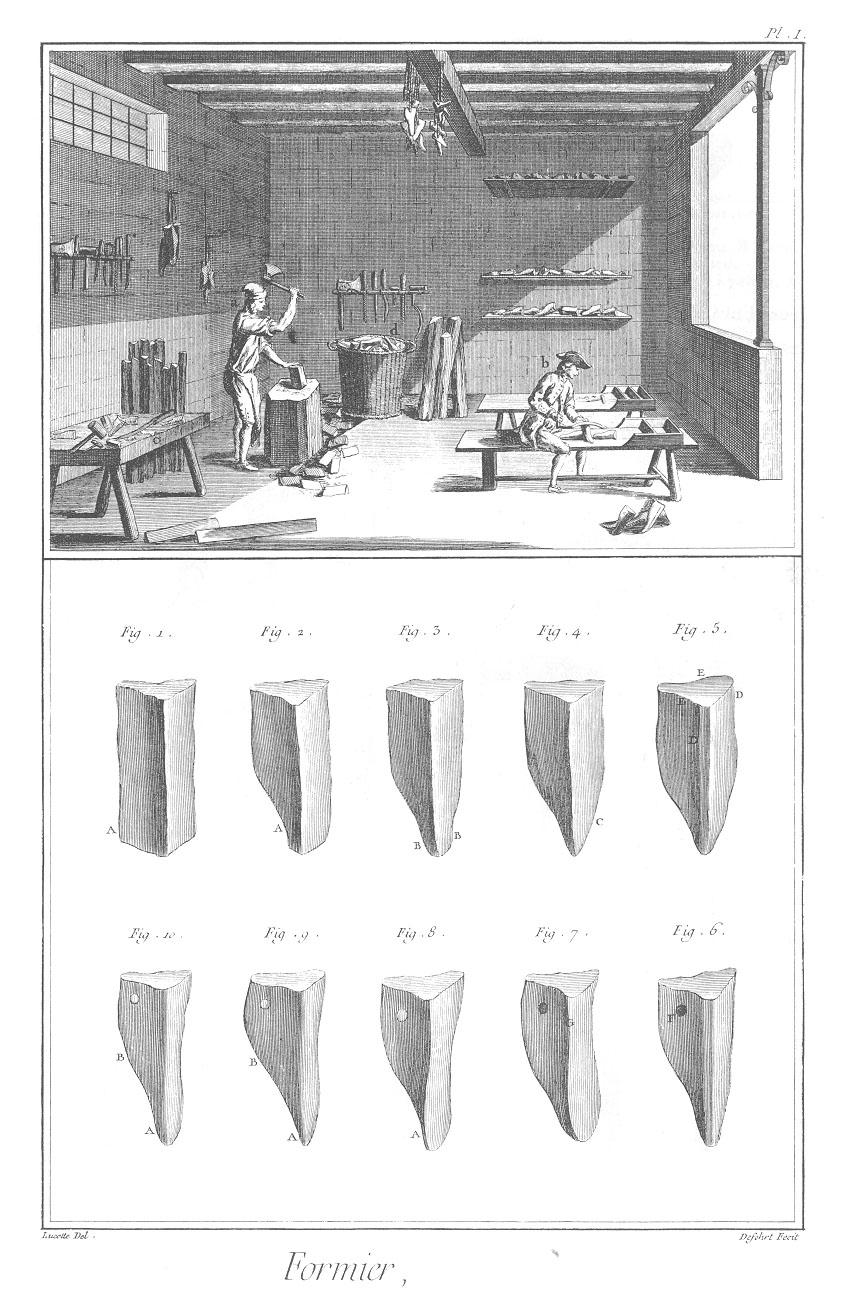 Pl. I.
a
b
d
c
Fig. 1.
Fig. 2.
Fig. 3.
Fig. 4.
Fig. 5.
A
A
B
B
C
E
D
E
D
Fig. 10.
Fig. 9.
Fig. 8.
Fig. 7.
Fig. 6.
B
A
B
A
A
G
F
Lucotte Del.
Defehrt Fecit
Formier,